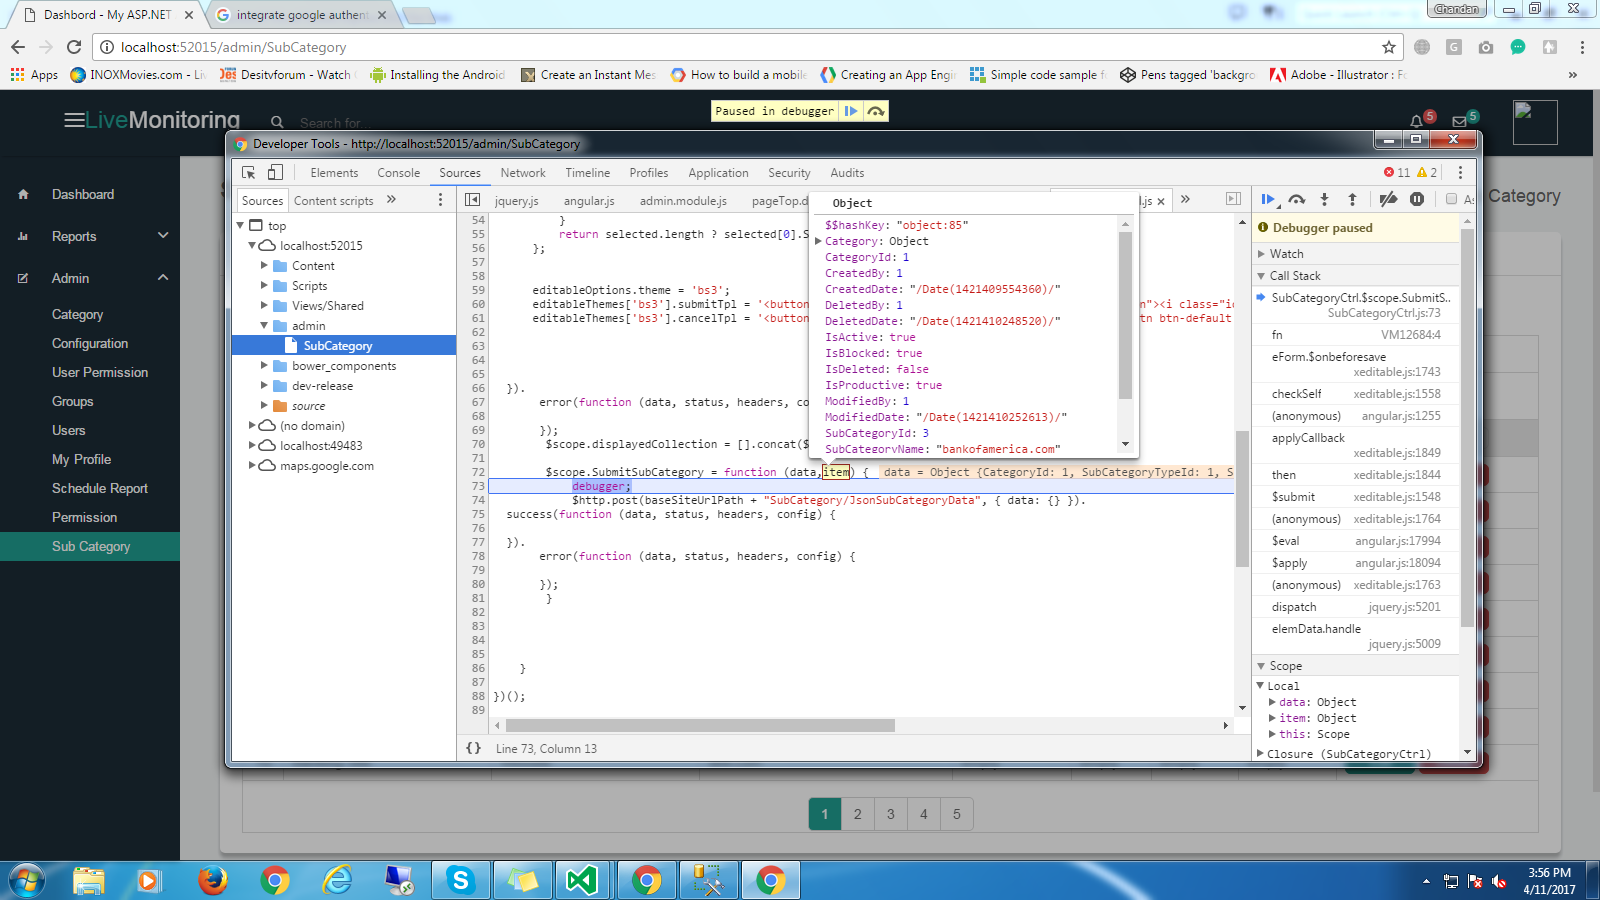 Dashbord - My ASP.NET
integrate google authent
Chandan
localhost:52015/admin/SubCategory
Apps
INOXMovies.com - Liv
Desitvforum - Watch
Installing the Android
Create an Instant Mes
How to build a mobile
Creating an App Engin
Simple code sample f
Pens tagged 'backgro
Adobe - Illustrator : Fo
LiveMonitoring
Search for..
Paused in debugger
5
5
Dashboard
Reports
Admin
Category
Configuration
User Permission
Groups
Users
My Profile
Schedule Report
Permission
Sub Category
Category
Developer Tools - http://localhost:52015/admin/SubCategory
Elements Console Sources Network Timeline Profiles Application Security Audits
11 2
Sources Content scripts »
top
localhost:52015
Content
Scripts
Views/Shared
admin
SubCategory
bower_components
dev-release
source
(no domain)
localhost:49483
maps.google.com
jquery.js angular.js admin.module.js pageTop.d .js »
54 }
55 return selected.length ? selected[0].S
56 };
57
58
59 editableOptions.theme = 'bs3';
60 editableThemes['bs3'].submitTpl = '<button n"><i class="ic
61 editableThemes['bs3'].cancelTpl = '<button tn btn-default
62
63
64
65
66 }).
67 error(function (data, status, headers, co
68
69 });
70 $scope.displayedCollection = [].concat($
71
72 $scope.SubmitSubCategory = function (data,item) { data = Object {CategoryId: 1, SubCategoryTypeId: 1, S
73 debugger;
74 $http.post(baseSiteUrlPath + "SubCategory/JsonSubCategoryData", { data: {} }).
75 success(function (data, status, headers, config) {
76
77 }).
78 error(function (data, status, headers, config) {
79
80 });
81 }
82
83
84
85
86 }
87
88 })();
89
{} Line 73, Column 13
Object
$$hashKey: "object:85"
Category: Object
CategoryId: 1
CreatedBy: 1
CreatedDate: "/Date(1421409554360)/"
DeletedBy: 1
DeletedDate: "/Date(1421410248520)/"
IsActive: true
IsBlocked: true
IsDeleted: false
IsProductive: true
ModifiedBy: 1
ModifiedDate: "/Date(1421410252613)/"
SubCategoryId: 3
SubCategoryName: "bankofamerica.com"
As
Debugger paused
Watch
Call Stack
SubCategoryCtrl.$scope.SubmitS..
SubCategoryCtrl.js:73
fn VM12684:4
eForm.$onbeforesave
xeditable.js:1743
checkSelf xeditable.js:1558
(anonymous) angular.js:1255
applyCallback
xeditable.js:1849
then xeditable.js:1844
$submit xeditable.js:1548
(anonymous) xeditable.js:1764
$eval angular.js:17994
$apply angular.js:18094
(anonymous) xeditable.js:1763
dispatch jquery.js:5201
elemData.handle
jquery.js:5009
Scope
Local
data: Object
item: Object
this: Scope
Closure (SubCategoryCtrl)
1 2 3 4 5
3:56 PM
4/11/2017